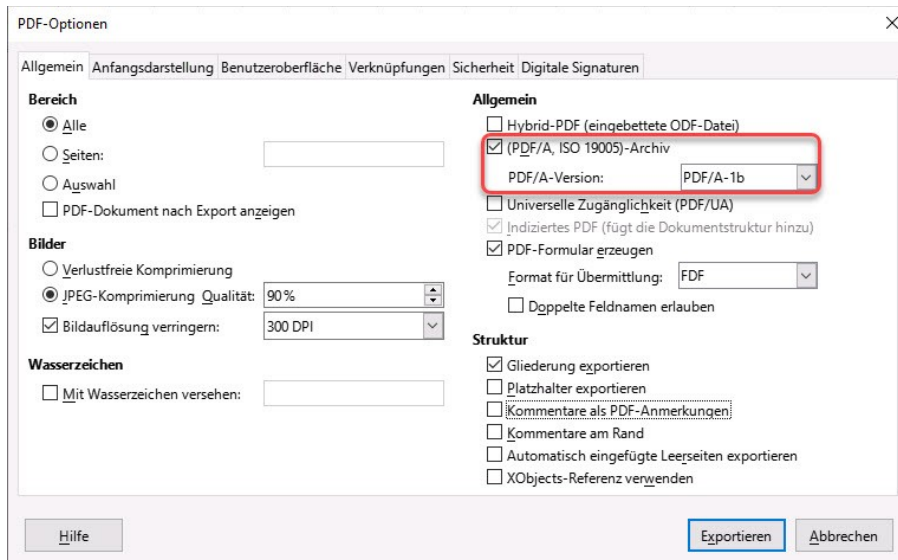 PDF-Optionen
Allgemein Anfangsdarstellung Benutzeroberfläche Verknüpfungen Sicherheit Digitale Signaturen
Bereich
Alle
Seiten:
Auswahl
PDF-Dokument nach Export anzeigen
Bilder
Verlustfreie Komprimierung
JPEG-Komprimierung Qualität: 90 %
Bildauflösung verringern: 300 DPI
Wasserzeichen
Mit Wasserzeichen versehen:
Allgemein
Hybrid-PDF (eingebettete ODF-Datei)
(PDF/A, ISO 19005)-Archiv
PDF/A-Version: PDF/A-1b
Universelle Zugänglichkeit (PDF/UA)
Indiziertes PDF (fügt die Dokumentstruktur hinzu)
PDF-Formular erzeugen
Format für Übermittlung: FDF
Doppelte Feldnamen erlauben
Struktur
Gliederung exportieren
Platzhalter exportieren
Kommentare als PDF-Anmerkungen
Kommentare am Rand
Automatisch eingefügte Leerseiten exportieren
XObjects-Referenz verwenden
Hilfe
Exportieren
Abbrechen